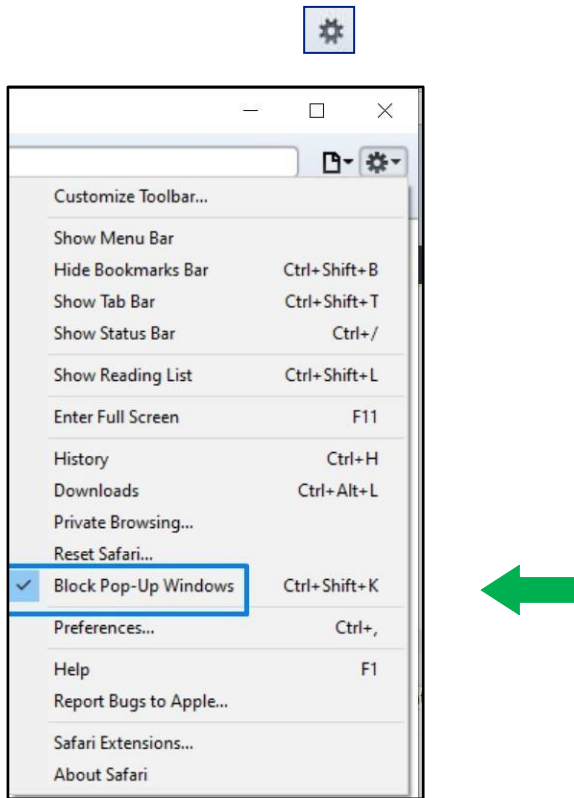 Customize Toolbar...
Show Menu Bar
Hide Bookmarks Bar Ctrl+Shift+B
Show Tab Bar Ctrl+Shift+T
Show Status Bar Ctrl+/
Show Reading List Ctrl+Shift+L
Enter Full Screen F11
History Ctrl+H
Downloads Ctrl+Alt+L
Private Browsing...
Reset Safari...
Block Pop-Up Windows Ctrl+Shift+K
Preferences... Ctrl+,
Help F1
Report Bugs to Apple...
Safari Extensions...
About Safari